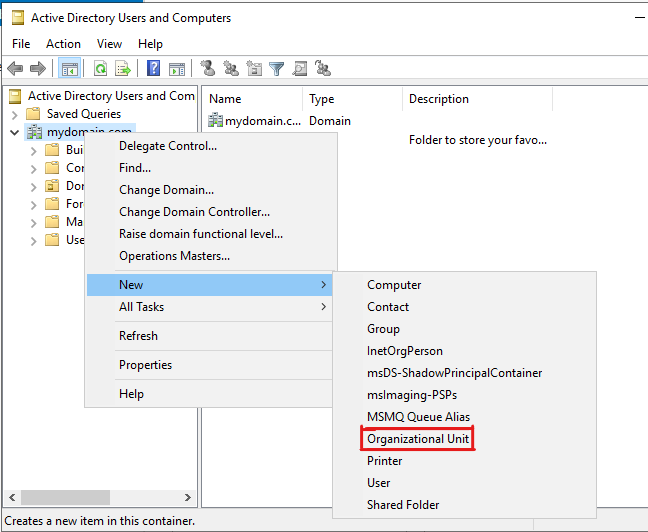 Active Directory Users and Computers
File Action View Help
Active Directory Users and Com
Saved Queries
mydomain.com
Bui
Con
Dor
For
Ma
Use
Name Type Description
mydomain.c... Domain
Folder to store your favo...
Delegate Control...
Find...
Change Domain...
Change Domain Controller...
Raise domain functional level...
Operations Masters...
New
All Tasks
Refresh
Properties
Help
Computer
Contact
Group
InetOrgPerson
msDS-ShadowPrincipalContainer
msImaging-PSPs
MSMQ Queue Alias
Organizational Unit
Printer
User
Shared Folder
Creates a new item in this container.